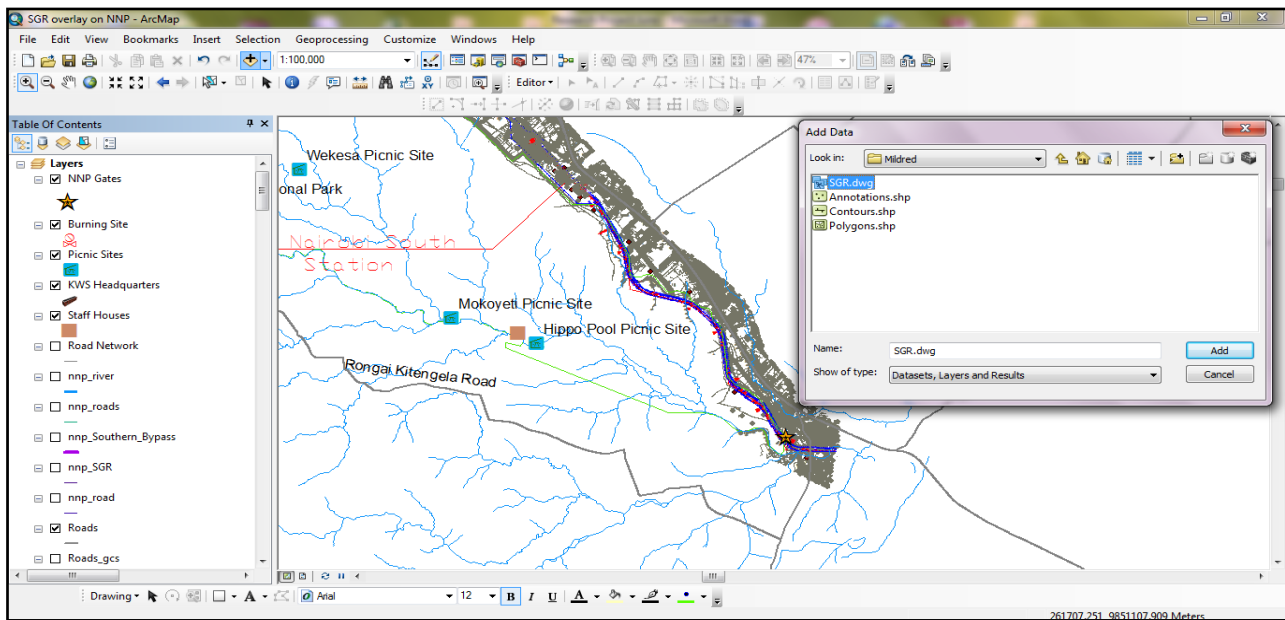 SGR overlay on NNP - ArcMap
File Edit View Bookmarks Insert Selection Geoprocessing Customize Windows Help
1:100,000
47%
Editor
Table Of Contents
Layers
NNP Gates
Burning Site
Picnic Sites
KWS Headquarters
Staff Houses
Road Network
nnp_river
nnp_roads
nnp_Southern_Bypass
nnp_SGR
nnp_road
Roads
Roads_gcs
Wekesa Picnic Site
onal Park
Nairobi South
Station
Mokoyeti Picnic Site
Hippo Pool Picnic Site
Rongai Kitengela Road
Add Data
Look in: Mildred
SGR.dwg
Annotations.shp
Contours.shp
Polygons.shp
Name: SGR.dwg Add
Show of type: Datasets, Layers and Results Cancel
Drawing A Arial 12 B I U A
261707.251 9851107.909 Meters